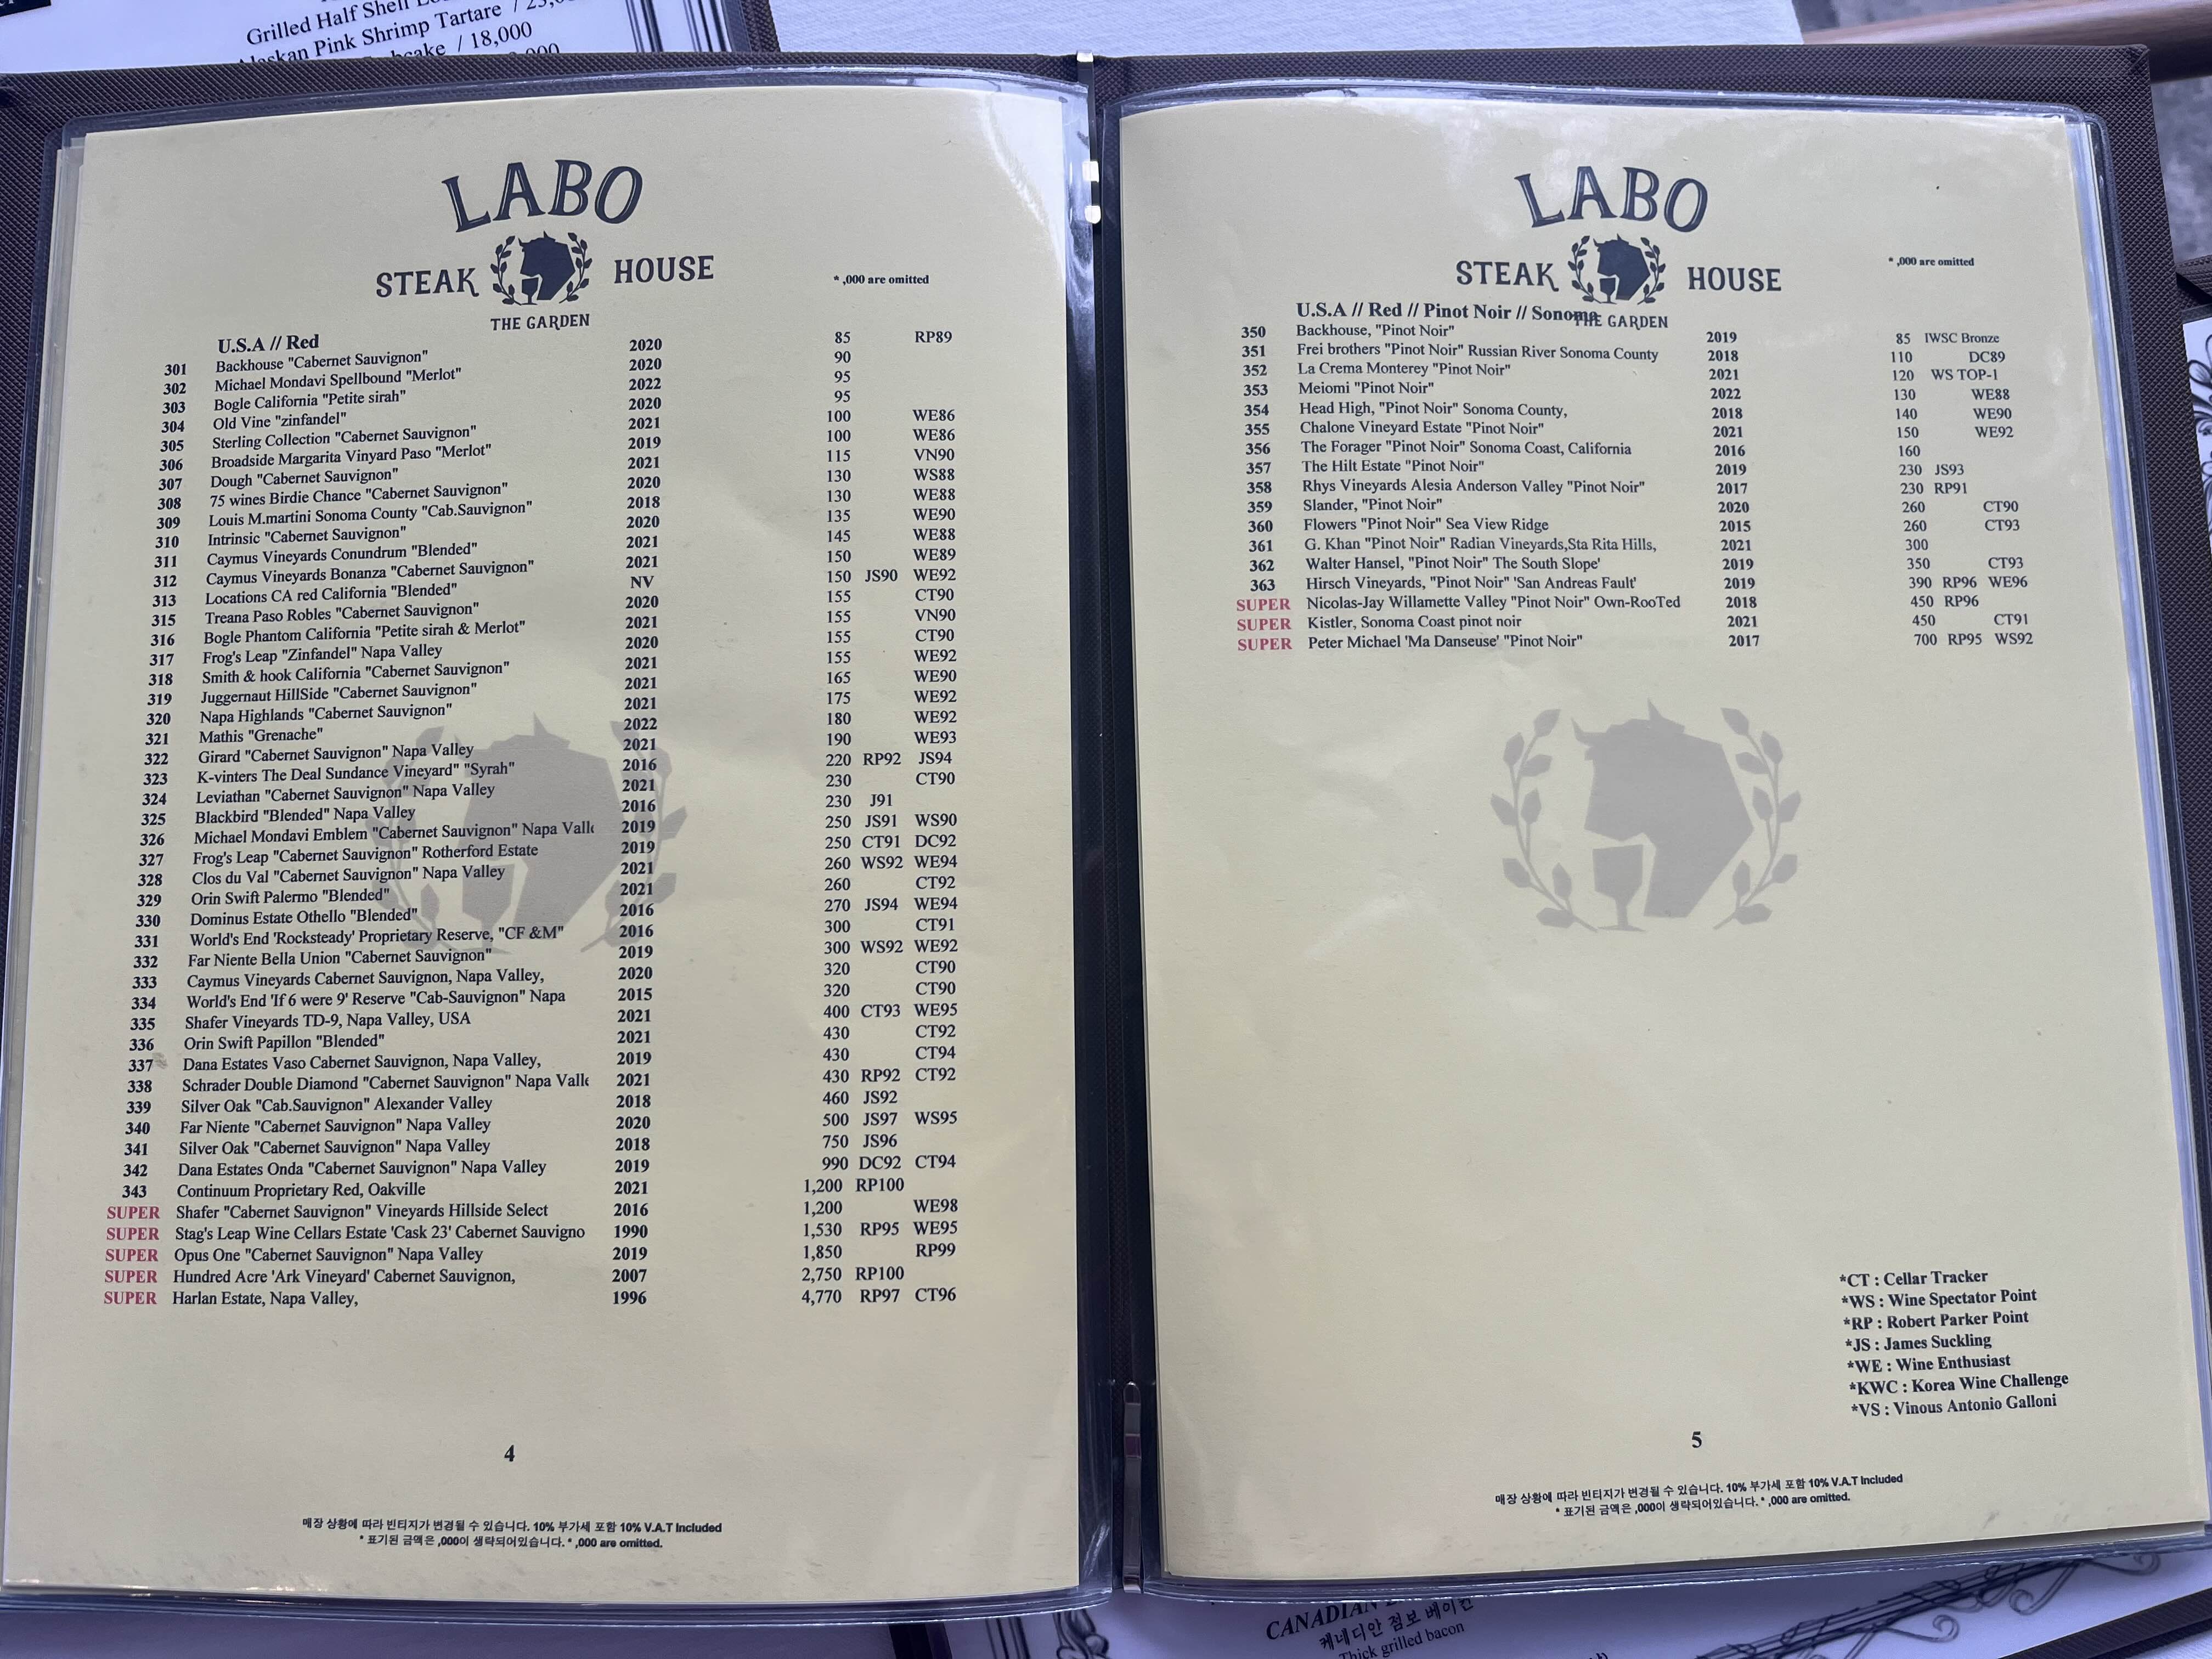 Grilled Half Shell
Alaskan Pink Shrimp Tartare /
cake / 18,000
LABO
STEAK HOUSE
THE GARDEN
* ,000 are omitted
U.S.A // Red
301 Backhouse "Cabernet Sauvignon" 2020 85 RP89
302 Michael Mondavi Spellbound "Merlot" 2020 90
303 Bogle California "Petite sirah" 2022 95
304 Old Vine "zinfandel" 2020 95
305 Sterling Collection "Cabernet Sauvignon" 2021 100 WE86
306 Broadside Margarita Vinyard Paso "Merlot" 2019 100 WE86
307 Dough "Cabernet Sauvignon" 2021 115 VN90
308 75 wines Birdie Chance "Cabernet Sauvignon" 2020 130 WS88
309 Louis M.martini Sonoma County "Cab.Sauvignon" 2018 130 WE88
310 Intrinsic "Cabernet Sauvignon" 2020 135 WE90
311 Caymus Vineyards Conundrum "Blended" 2021 145 WE88
312 Caymus Vineyards Bonanza "Cabernet Sauvignon" 2021 150 WE89
313 Locations CA red California "Blended" NV 150 JS90 WE92
315 Treana Paso Robles "Cabernet Sauvignon" 2020 155 CT90
316 Bogle Phantom California "Petite sirah & Merlot" 2021 155 VN90
317 Frog's Leap "Zinfandel" Napa Valley 2020 155 CT90
318 Smith & hook California "Cabernet Sauvignon" 2021 155 WE92
319 Juggernaut HillSide "Cabernet Sauvignon" 2021 165 WE90
320 Napa Highlands "Cabernet Sauvignon" 2021 175 WE92
321 Mathis "Grenache" 2022 180 WE92
322 Girard "Cabernet Sauvignon" Napa Valley 2021 190 WE93
323 K-vinters The Deal Sundance Vineyard" "Syrah" 2016 220 RP92 JS94
324 Leviathan "Cabernet Sauvignon" Napa Valley 2021 230 CT90
325 Blackbird "Blended" Napa Valley 2016 230 J91
326 Michael Mondavi Emblem "Cabernet Sauvignon" Napa Vall 2019 250 JS91 WS90
327 Frog's Leap "Cabernet Sauvignon" Rotherford Estate 2019 250 CT91 DC92
328 Clos du Val "Cabernet Sauvignon" Napa Valley 2021 260 WS92 WE94
329 Orin Swift Palermo "Blended" 2021 260 CT92
330 Dominus Estate Othello "Blended" 2016 270 JS94 WE94
331 World's End 'Rocksteady' Proprietary Reserve, "CF &M" 2016 300 CT91
332 Far Niente Bella Union "Cabernet Sauvignon" 2019 300 WS92 WE92
333 Caymus Vineyards Cabernet Sauvignon, Napa Valley, 2020 320 CT90
334 World's End 'If 6 were 9' Reserve "Cab-Sauvignon" Napa 2015 320 CT90
335 Shafer Vineyards TD-9, Napa Valley, USA 2021 400 CT93 WE95
336 Orin Swift Papillon "Blended" 2021 430 CT92
337 Dana Estates Vaso Cabernet Sauvignon, Napa Valley, 2019 430 CT94
338 Schrader Double Diamond "Cabernet Sauvignon" Napa Vall 2021 430 RP92 CT92
339 Silver Oak "Cab.Sauvignon" Alexander Valley 2018 460 JS92
340 Far Niente "Cabernet Sauvignon" Napa Valley 2020 500 JS97 WS95
341 Silver Oak "Cabernet Sauvignon" Napa Valley 2018 750 JS96
342 Dana Estates Onda "Cabernet Sauvignon" Napa Valley 2019 990 DC92 CT94
343 Continuum Proprietary Red, Oakville 2021 1,200 RP100
SUPER Shafer "Cabernet Sauvignon" Vineyards Hillside Select 2016 1,200 WE98
SUPER Stag's Leap Wine Cellars Estate 'Cask 23' Cabernet Sauvigno 1990 1,530 RP95 WE95
SUPER Opus One "Cabernet Sauvignon" Napa Valley 2019 1,850 RP99
SUPER Hundred Acre 'Ark Vineyard' Cabernet Sauvignon, 2007 2,750 RP100
SUPER Harlan Estate, Napa Valley, 1996 4,770 RP97 CT96
4
매장 상황에 따라 빈티지가 변경될 수 있습니다. 10% 부가세 포함 10% V.A.T Included
* 표기된 금액은 ,000이 생략되어있습니다. * ,000 are omitted.
LABO
STEAK HOUSE
THE GARDEN
* ,000 are omitted
U.S.A // Red // Pinot Noir // Sonoma
350 Backhouse, "Pinot Noir" 2019 85 IWSC Bronze
351 Frei brothers "Pinot Noir" Russian River Sonoma County 2018 110 DC89
352 La Crema Monterey "Pinot Noir" 2021 120 WS TOP-1
353 Meiomi "Pinot Noir" 2022 130 WE88
354 Head High, "Pinot Noir" Sonoma County, 2018 140 WE90
355 Chalone Vineyard Estate "Pinot Noir" 2021 150 WE92
356 The Forager "Pinot Noir" Sonoma Coast, California 2016 160
357 The Hilt Estate "Pinot Noir" 2019 230 JS93
358 Rhys Vineyards Alesia Anderson Valley "Pinot Noir" 2017 230 RP91
359 Slander, "Pinot Noir" 2020 260 CT90
360 Flowers "Pinot Noir" Sea View Ridge 2015 260 CT93
361 G. Khan "Pinot Noir" Radian Vineyards,Sta Rita Hills, 2021 300
362 Walter Hansel, "Pinot Noir" The South Slope' 2019 350 CT93
363 Hirsch Vineyards, "Pinot Noir" 'San Andreas Fault' 2019 390 RP96 WE96
SUPER Nicolas-Jay Willamette Valley "Pinot Noir" Own-RooTed 2018 450 RP96
SUPER Kistler, Sonoma Coast pinot noir 2021 450 CT91
SUPER Peter Michael 'Ma Danseuse' "Pinot Noir" 2017 700 RP95 WS92
*CT : Cellar Tracker
*WS : Wine Spectator Point
*RP : Robert Parker Point
*JS : James Suckling
*WE : Wine Enthusiast
*KWC : Korea Wine Challenge
*VS : Vinous Antonio Galloni
5
매장 상황에 따라 빈티지가 변경될 수 있습니다. 10% 부가세 포함 10% V.A.T Included
* 표기된 금액은 ,000이 생략되어있습니다. * ,000 are omitted.
CANADIAN
캐네디안 점보 베이컨
Thick grilled bacon